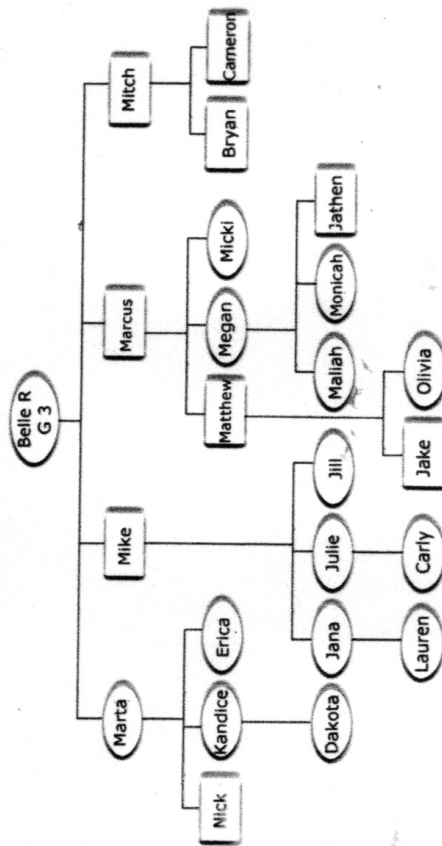 Belle R
G 3
Marta
Mike
Marcus
Mitch
Nick
Kandice
Erica
Matthew
Megan
Micki
Bryan
Cameron
Dakota
Jana
Julie
Jill
Maliah
Monicah
Jathen
Lauren
Carly
Jake
Olivia